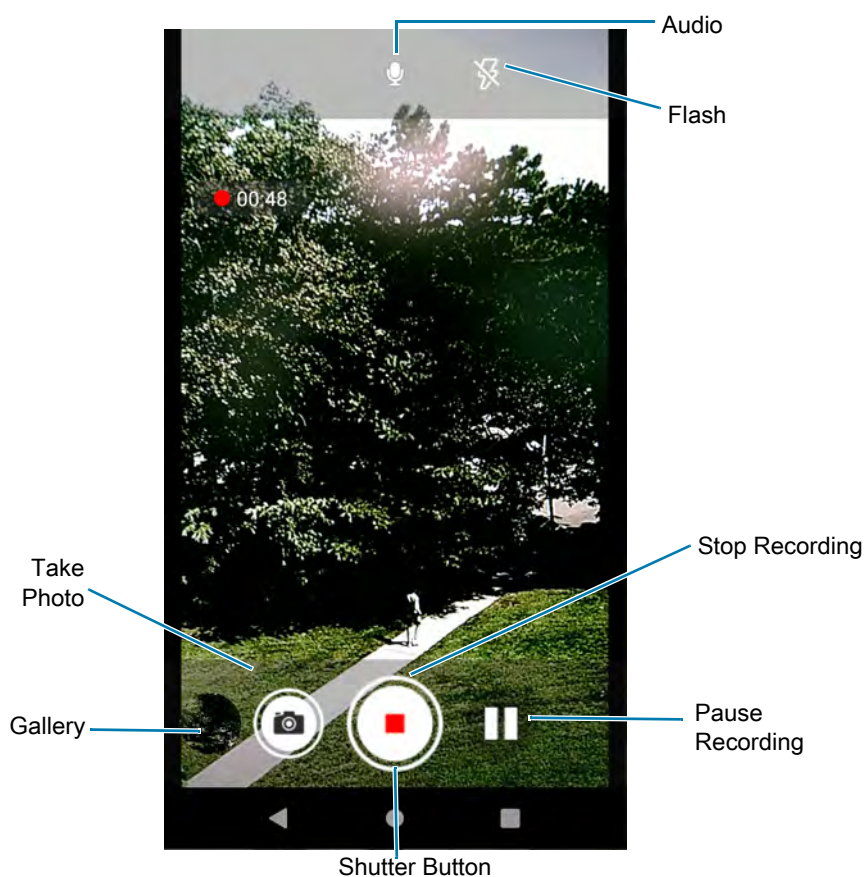 Audio
Flash
00:48
Stop Recording
Take
Photo
Gallery
Pause
Recording
Shutter Button